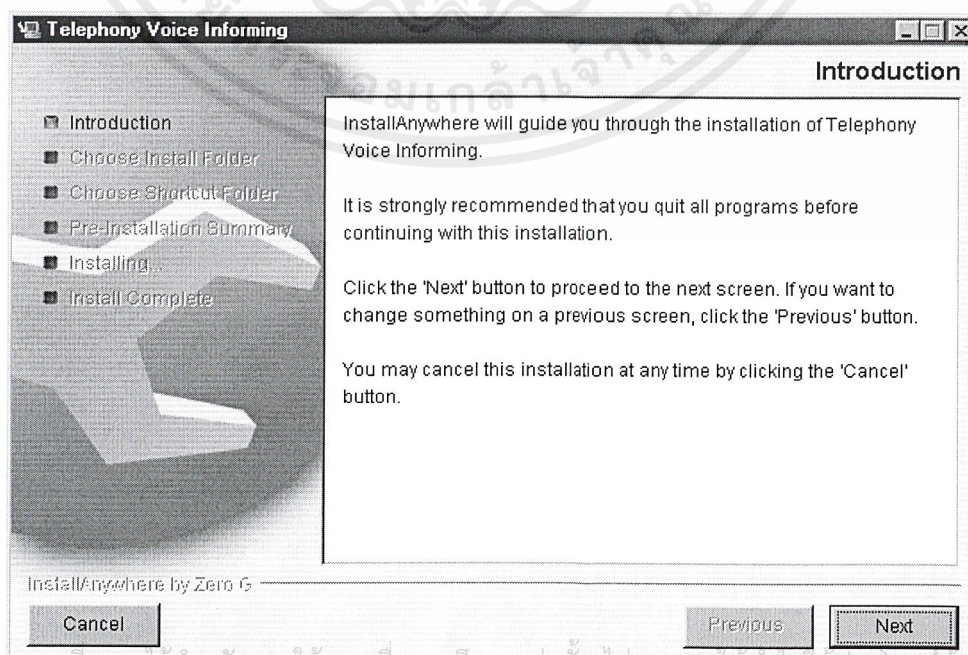 Telephony Voice Informing
Introduction
Introduction
Choose Install Folder
Choose Shortcut Folder
Pre-Installation Summary
Installing...
Install Complete
InstallAnywhere will guide you through the installation of Telephony
Voice Informing.
It is strongly recommended that you quit all programs before
continuing with this installation.
Click the 'Next' button to proceed to the next screen. If you want to
change something on a previous screen, click the 'Previous' button.
You may cancel this installation at any time by clicking the 'Cancel'
button.
InstallAnywhere by Zero G
Cancel
Previous
Next